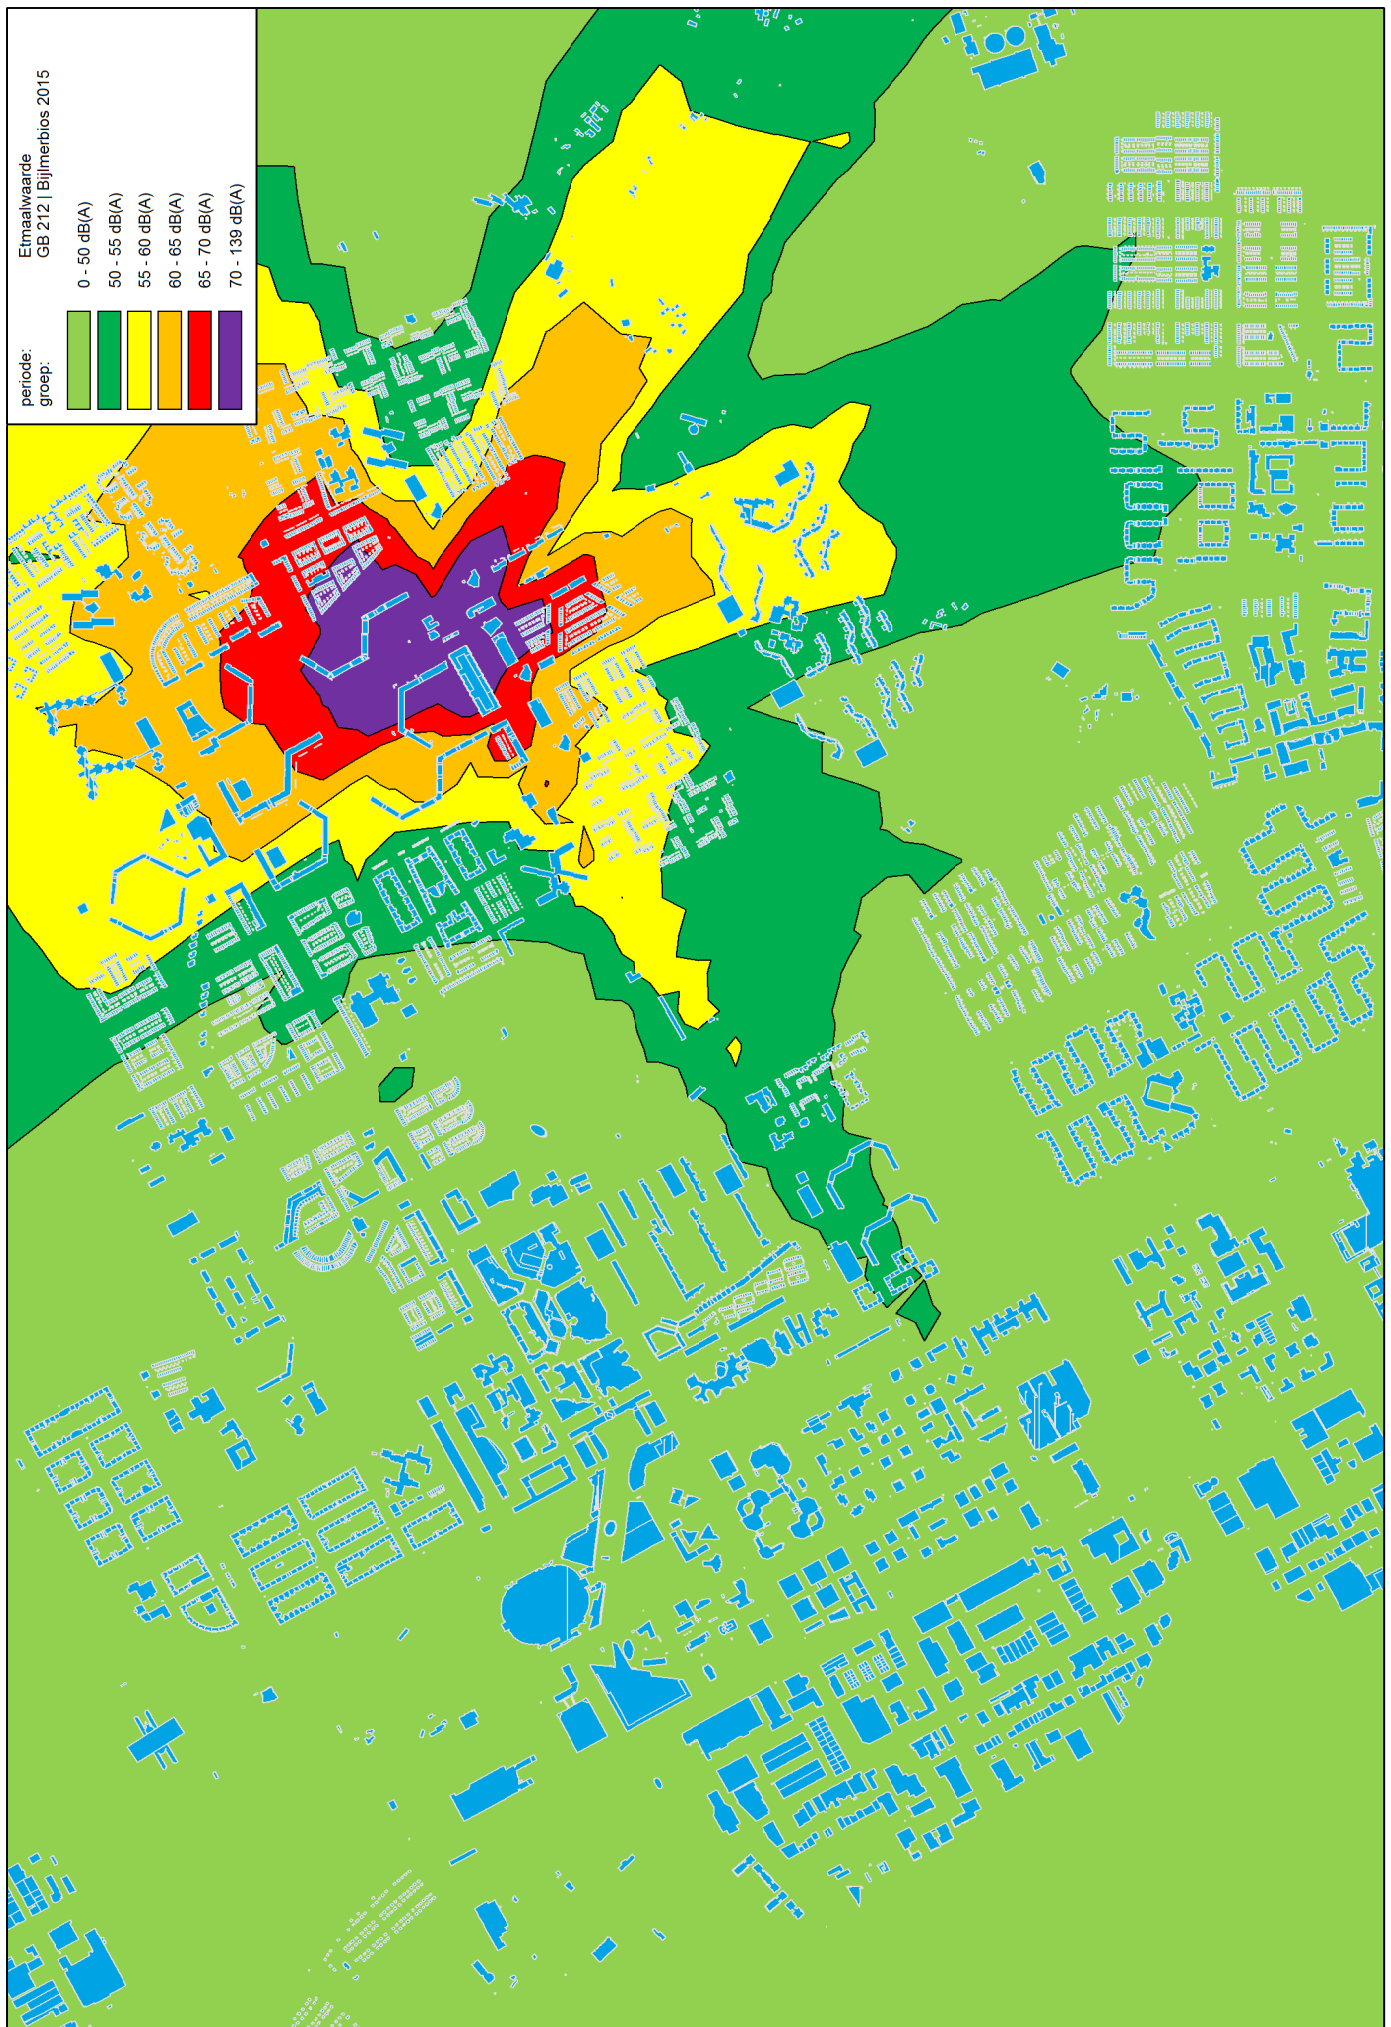 periode: Etmaalwaarde
groep: GB 212 | Bijlmerbios 2015
0 - 50 dB(A)
50 - 55 dB(A)
55 - 60 dB(A)
60 - 65 dB(A)
65 - 70 dB(A)
70 - 139 dB(A)